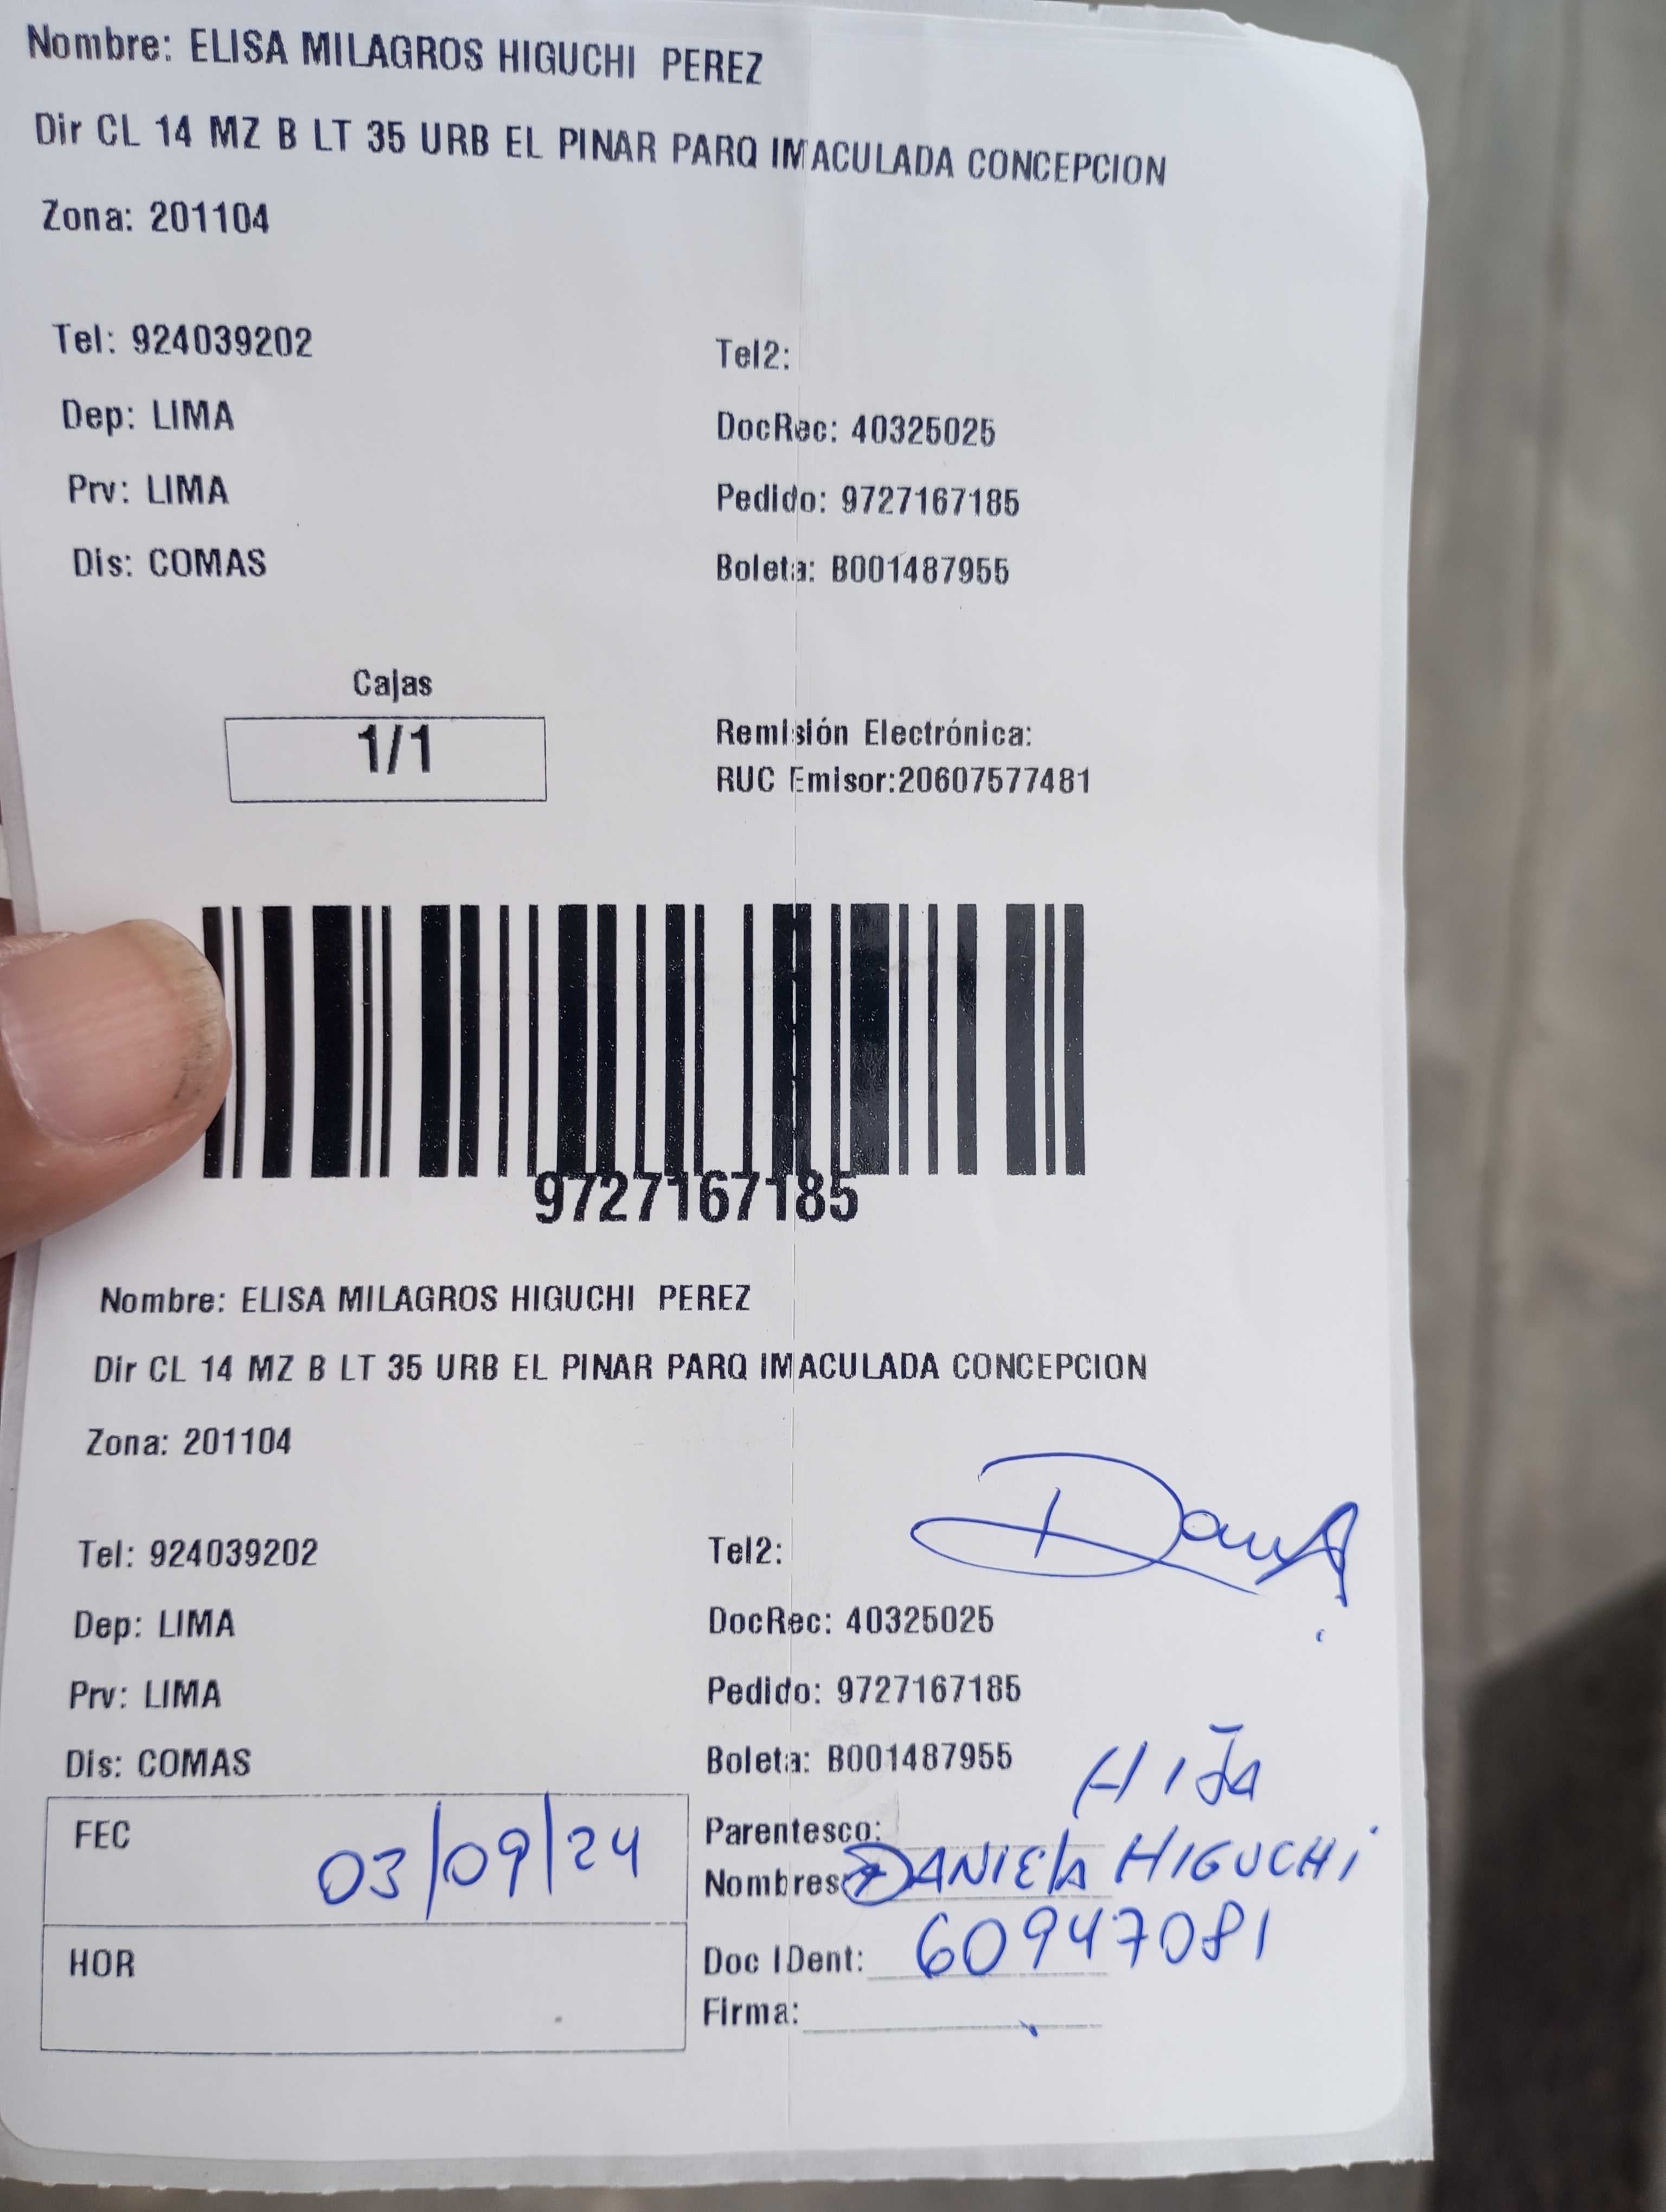 Nombre: ELISA MILAGROS HIGUCHI PEREZ
Dir CL 14 MZ B LT 35 URB EL PINAR PARQ IMACULADA CONCEPCION
Zona: 201104
Tel: 924039202
Tel2:
Dep: LIMA
DocRec: 40325025
Prv: LIMA
Pedido: 9727167185
Dis: COMAS
Boleta: B001487955
Cajas
1/1
Remisión Electrónica:
RUC Emisor:20607577481
9727167185
Nombre: ELISA MILAGROS HIGUCHI PEREZ
Dir CL 14 MZ B LT 35 URB EL PINAR PARQ IMACULADA CONCEPCION
Zona: 201104
Tel: 924039202
Tel2:
Dep: LIMA
DocRec: 40325025
Prv: LIMA
Pedido: 9727167185
Dis: COMAS
Boleta: B001487955
HIJA
FEC 03/09/24
Parentesco:
Nombres: DANIELA HIGUCHI
HOR
Doc IDent: 60947081
Firma: